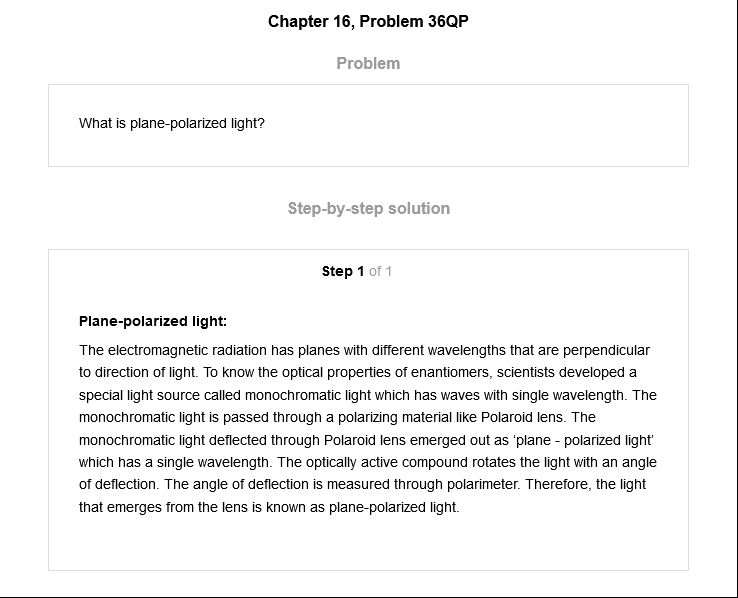 Chapter 16, Problem 36QP
Problem
What is plane-polarized light?
Step-by-step solution
Step 1 of 1
Plane-polarized light:
The electromagnetic radiation has planes with different wavelengths that are perpendicular
to direction of light. To know the optical properties of enantiomers, scientists developed a
special light source called monochromatic light which has waves with single wavelength. The
monochromatic light is passed through a polarizing material like Polaroid lens. The
monochromatic light deflected through Polaroid lens emerged out as ‘plane - polarized light’
which has a single wavelength. The optically active compound rotates the light with an angle
of deflection. The angle of deflection is measured through polarimeter. Therefore, the light
that emerges from the lens is known as plane-polarized light.